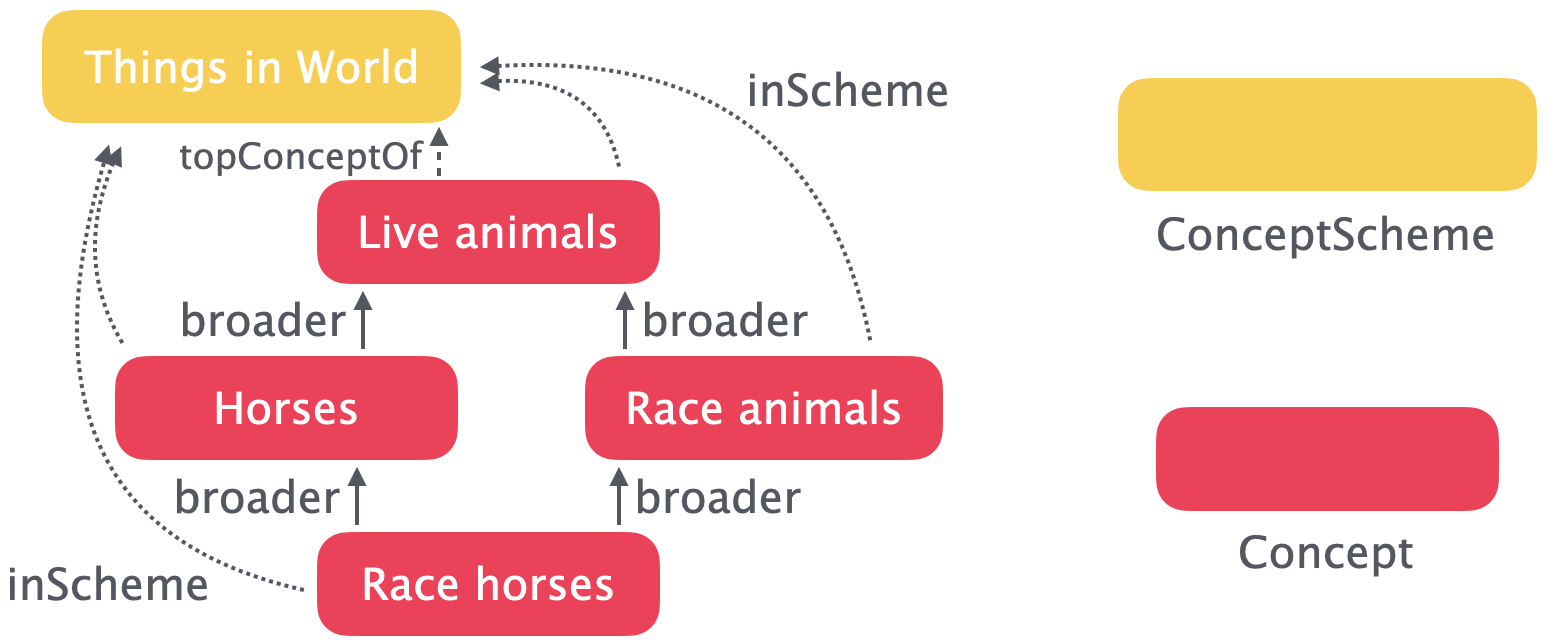 Things in World
inScheme
topConceptOf
Live animals
broader
broader
Horses
Race animals
broader
broader
inScheme
Race horses
ConceptScheme
Concept